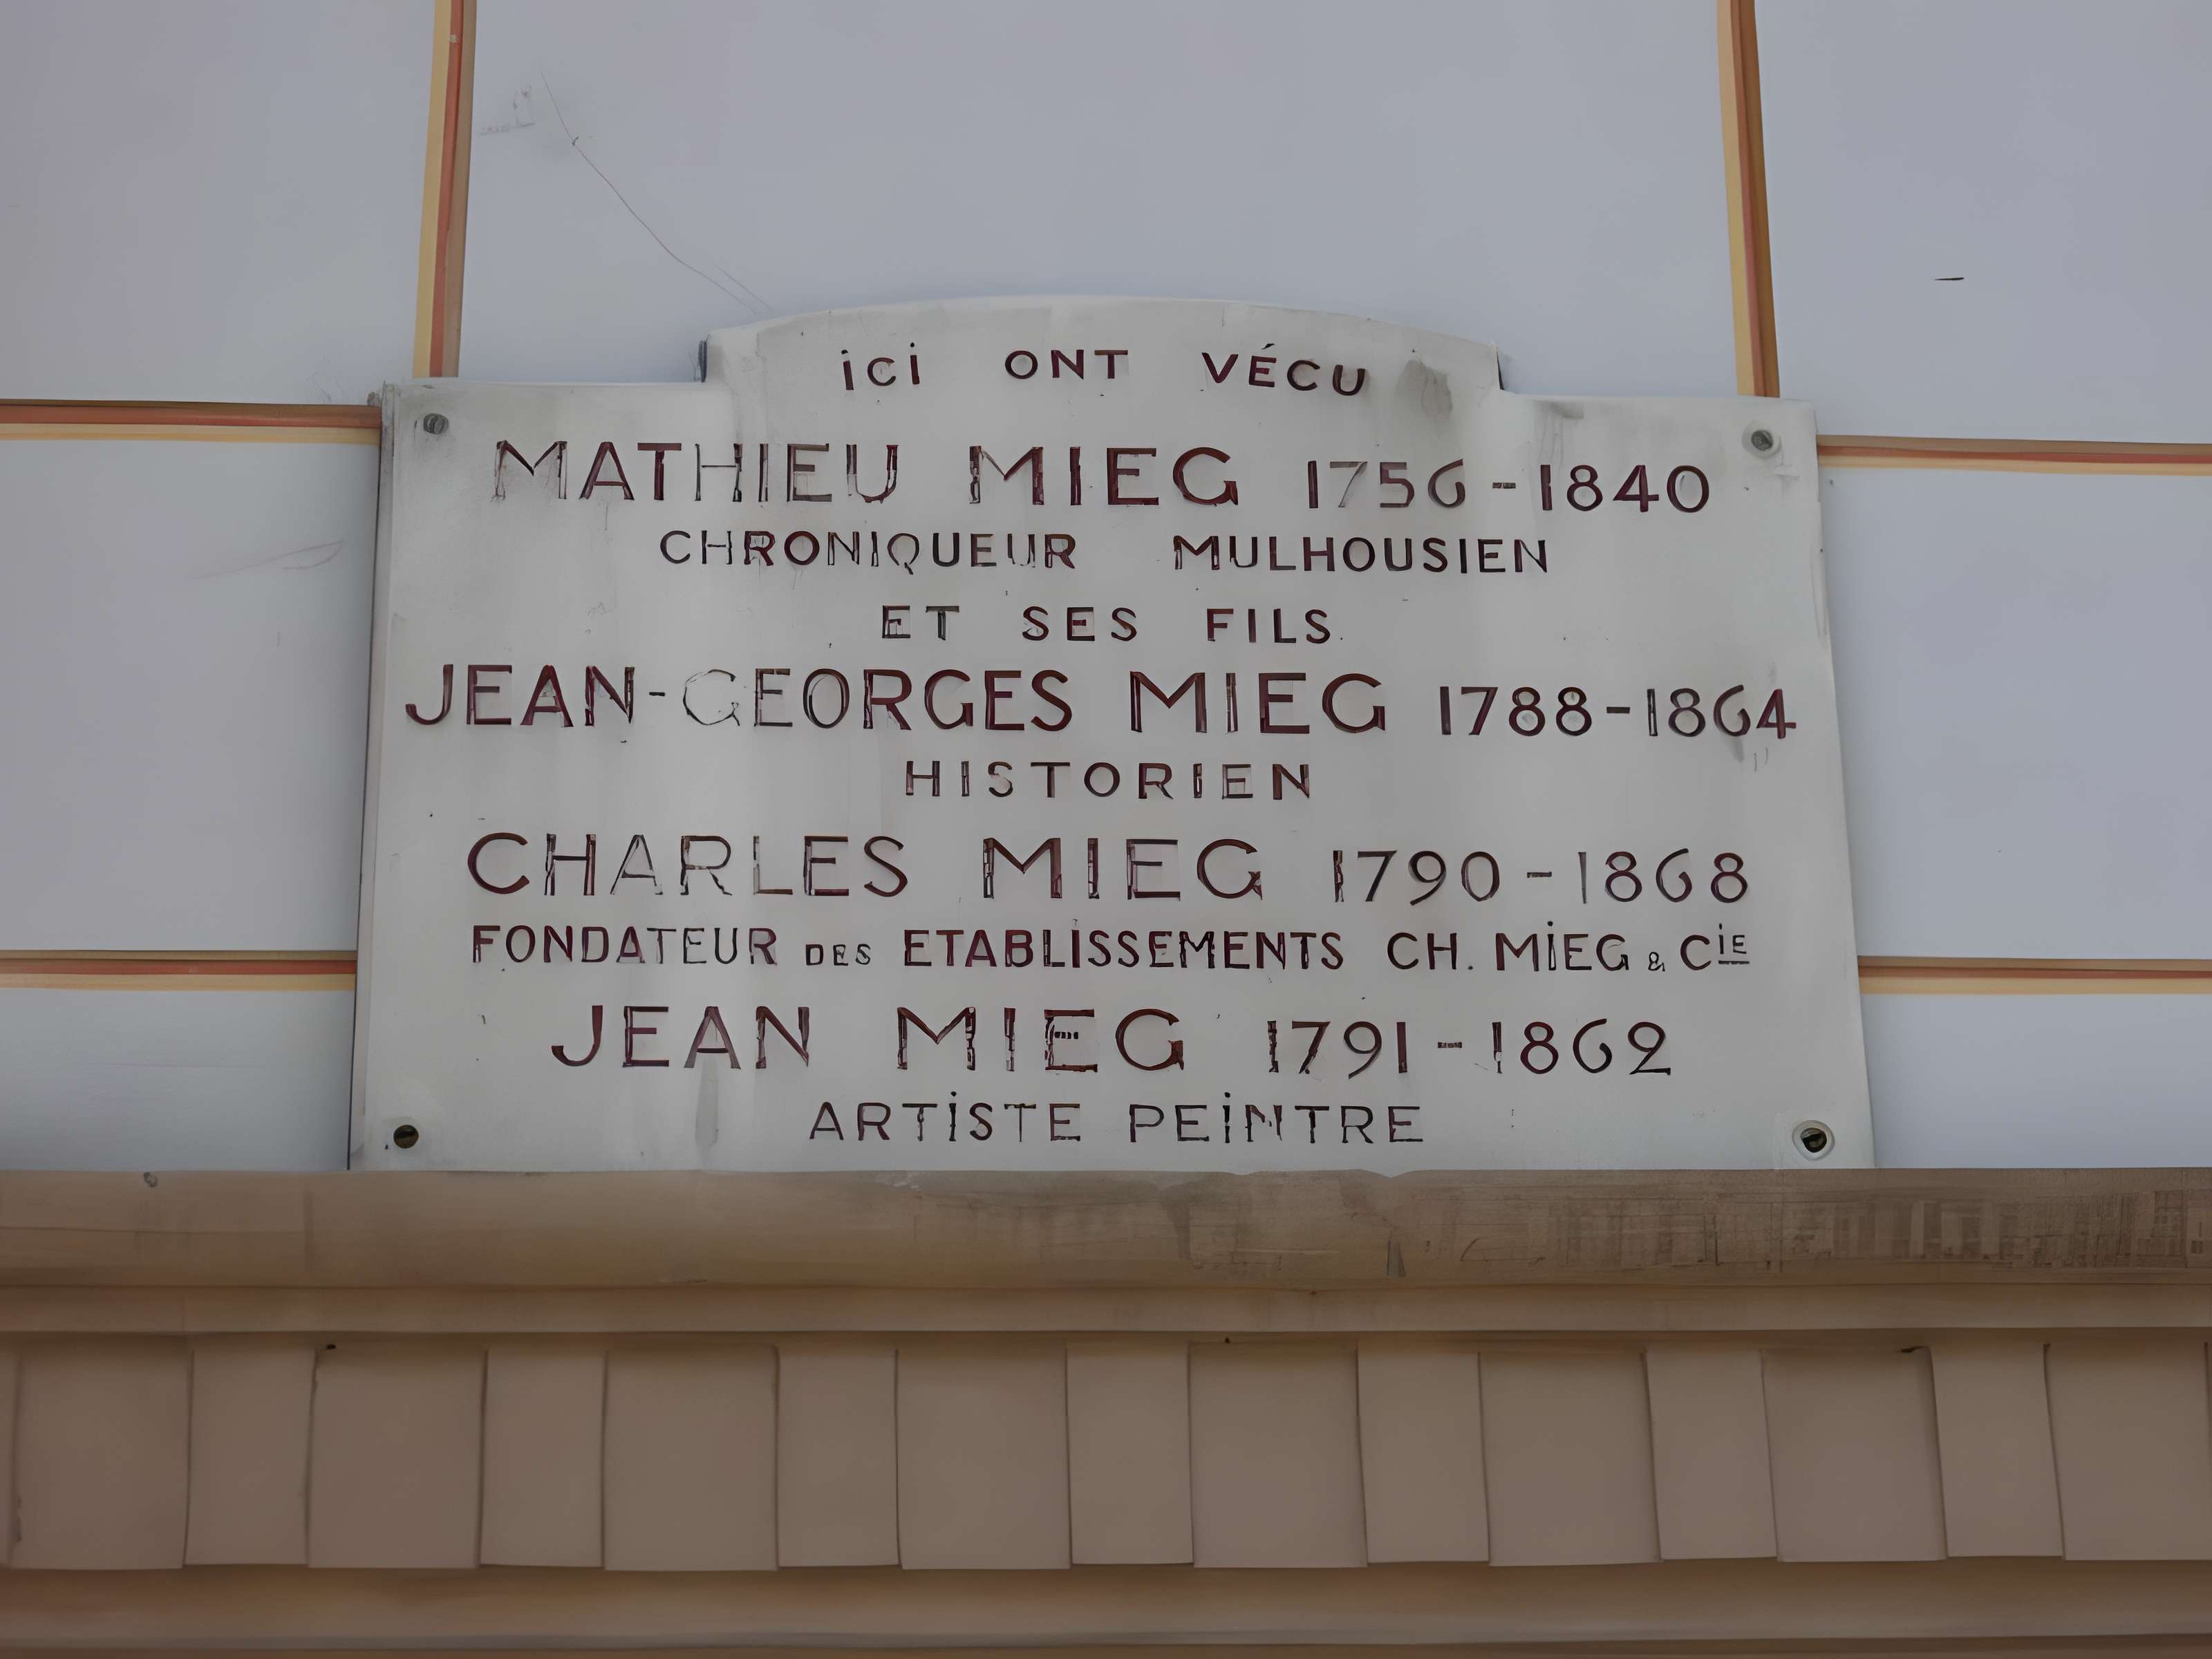 iCi ONT VÉCU
MATHIEU MIEG 1756-1840
CHRONIQUEUR MULHOUSIEN
ET SES FILS
JEAN-GEORGES MIEG 1788-1864
HISTORIEN
CHARLES MIEG 1790-1868
FONDATEUR DES ETABLiSSEMENTS CH. MiEG & Cie
JEAN MIEG 1791-1862
ARTiSTE PEiNTRE